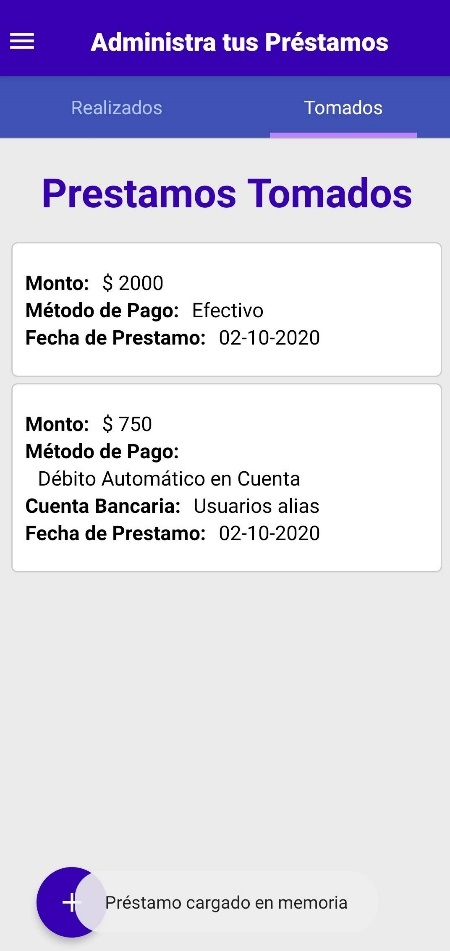 Administra tus Préstamos
Realizados
Tomados
Prestamos Tomados
Monto: $ 2000
Método de Pago: Efectivo
Fecha de Prestamo: 02-10-2020
Monto: $ 750
Método de Pago:
Débito Automático en Cuenta
Cuenta Bancaria: Usuarios alias
Fecha de Prestamo: 02-10-2020
+
Préstamo cargado en memoria